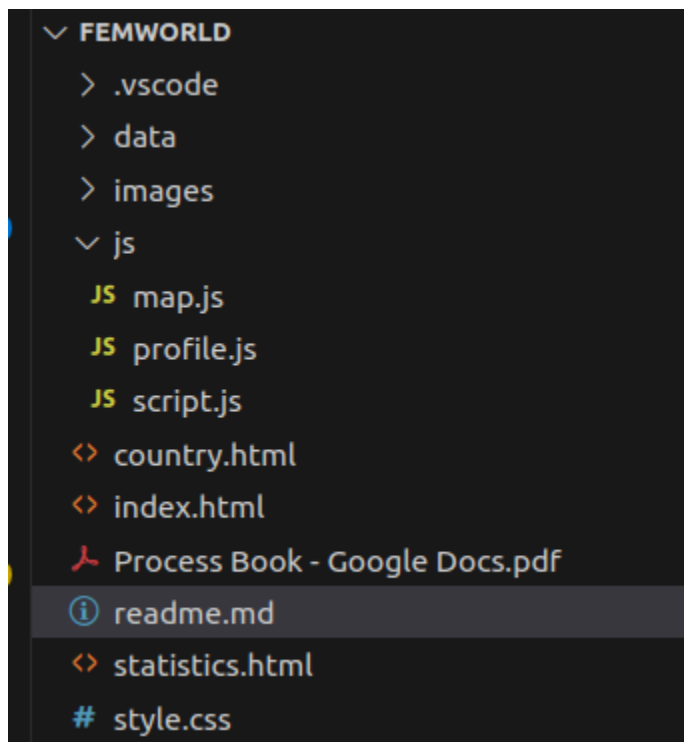 FEMWORLD
.vscode
data
images
js
JS map.js
JS profile.js
JS script.js
<> country.html
<> index.html
Process Book - Google Docs.pdf
readme.md
<> statistics.html
# style.css